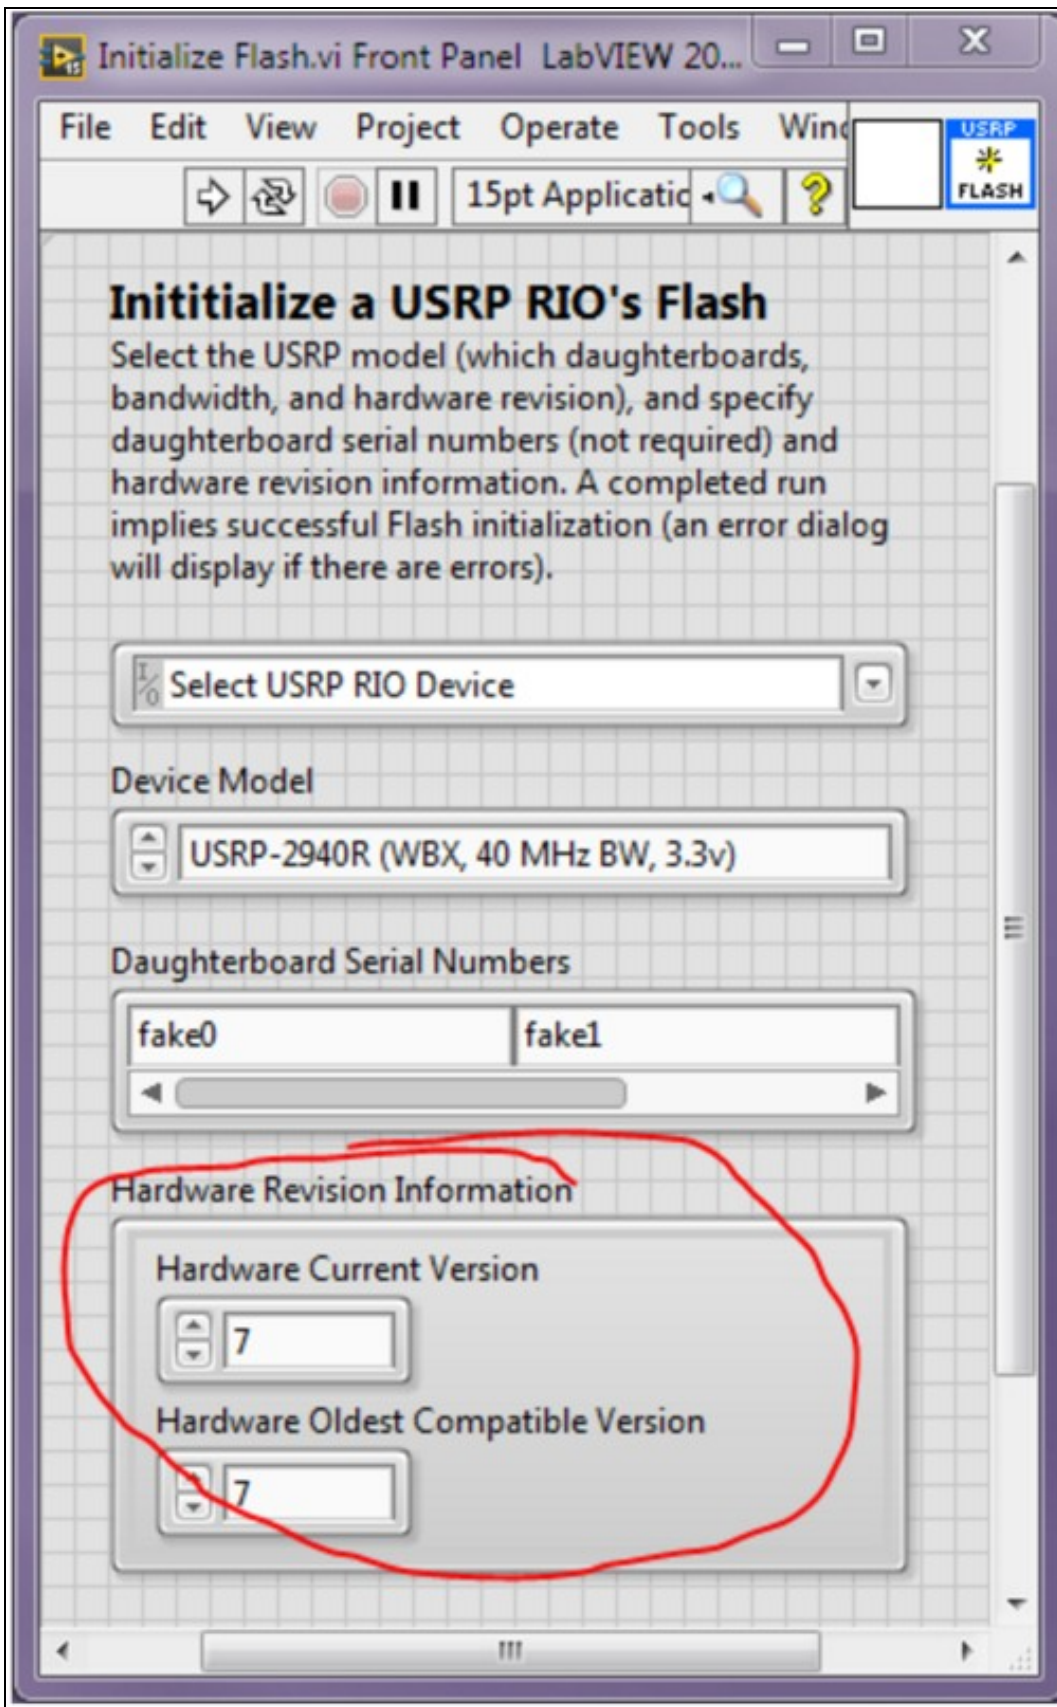 Initialize Flash.vi Front Panel LabVIEW 20...
File Edit View Project Operate Tools Wind
15pt Applicatic
USRP
FLASH
Inititialize a USRP RIO's Flash
Select the USRP model (which daughterboards,
bandwidth, and hardware revision), and specify
daughterboard serial numbers (not required) and
hardware revision information. A completed run
implies successful Flash initialization (an error dialog
will display if there are errors).
I/O Select USRP RIO Device
Device Model
USRP-2940R (WBX, 40 MHz BW, 3.3v)
Daughterboard Serial Numbers
fake0 fake1
Hardware Revision Information
Hardware Current Version
7
Hardware Oldest Compatible Version
7